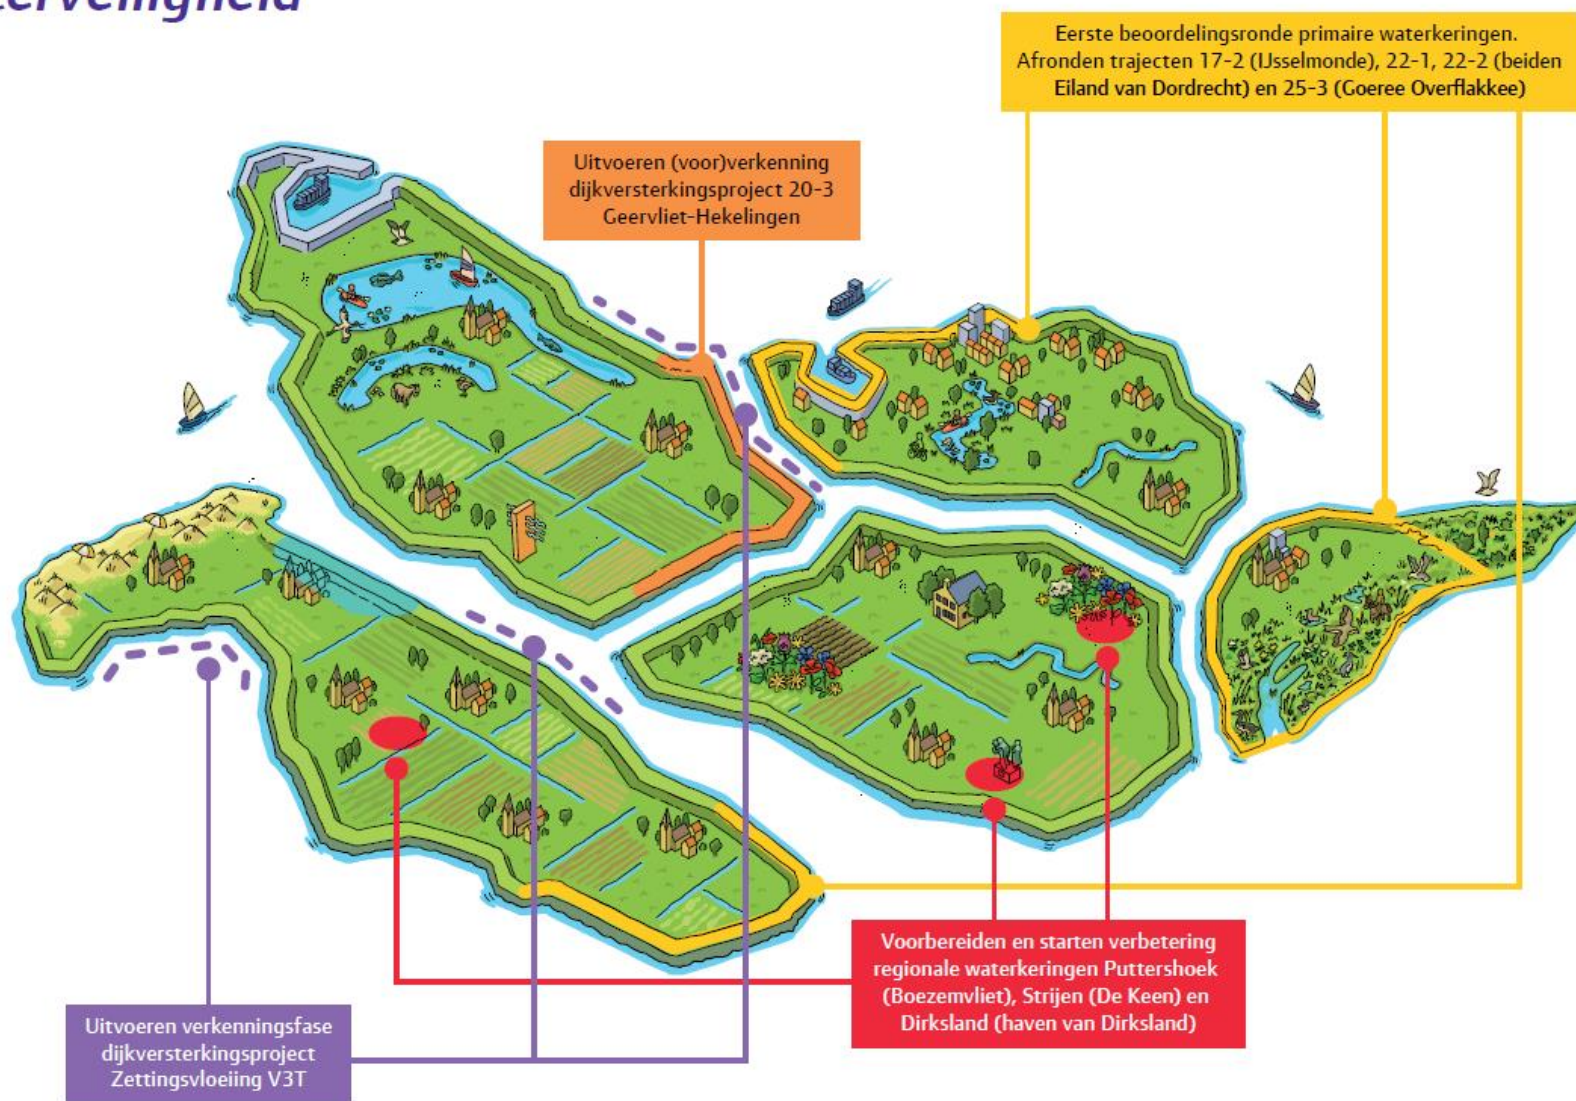 Eerste beoordelingsronde primaire waterkeringen.
Afronden trajecten 17-2 (IJsselmonde), 22-1, 22-2 (beiden
Eiland van Dordrecht) en 25-3 (Goeree Overflakkee)
Uitvoeren (voor)verkenning
dijkversterkingsproject 20-3
Geervliet-Hekelingen
Voorbereiden en starten verbetering
regionale waterkeringen Puttershoek
(Boezemvliet), Strijen (De Keen) en
Dirksland (haven van Dirksland)
Uitvoeren verkenningsfase
dijkversterkingsproject
Zettingsvloeiing V3T